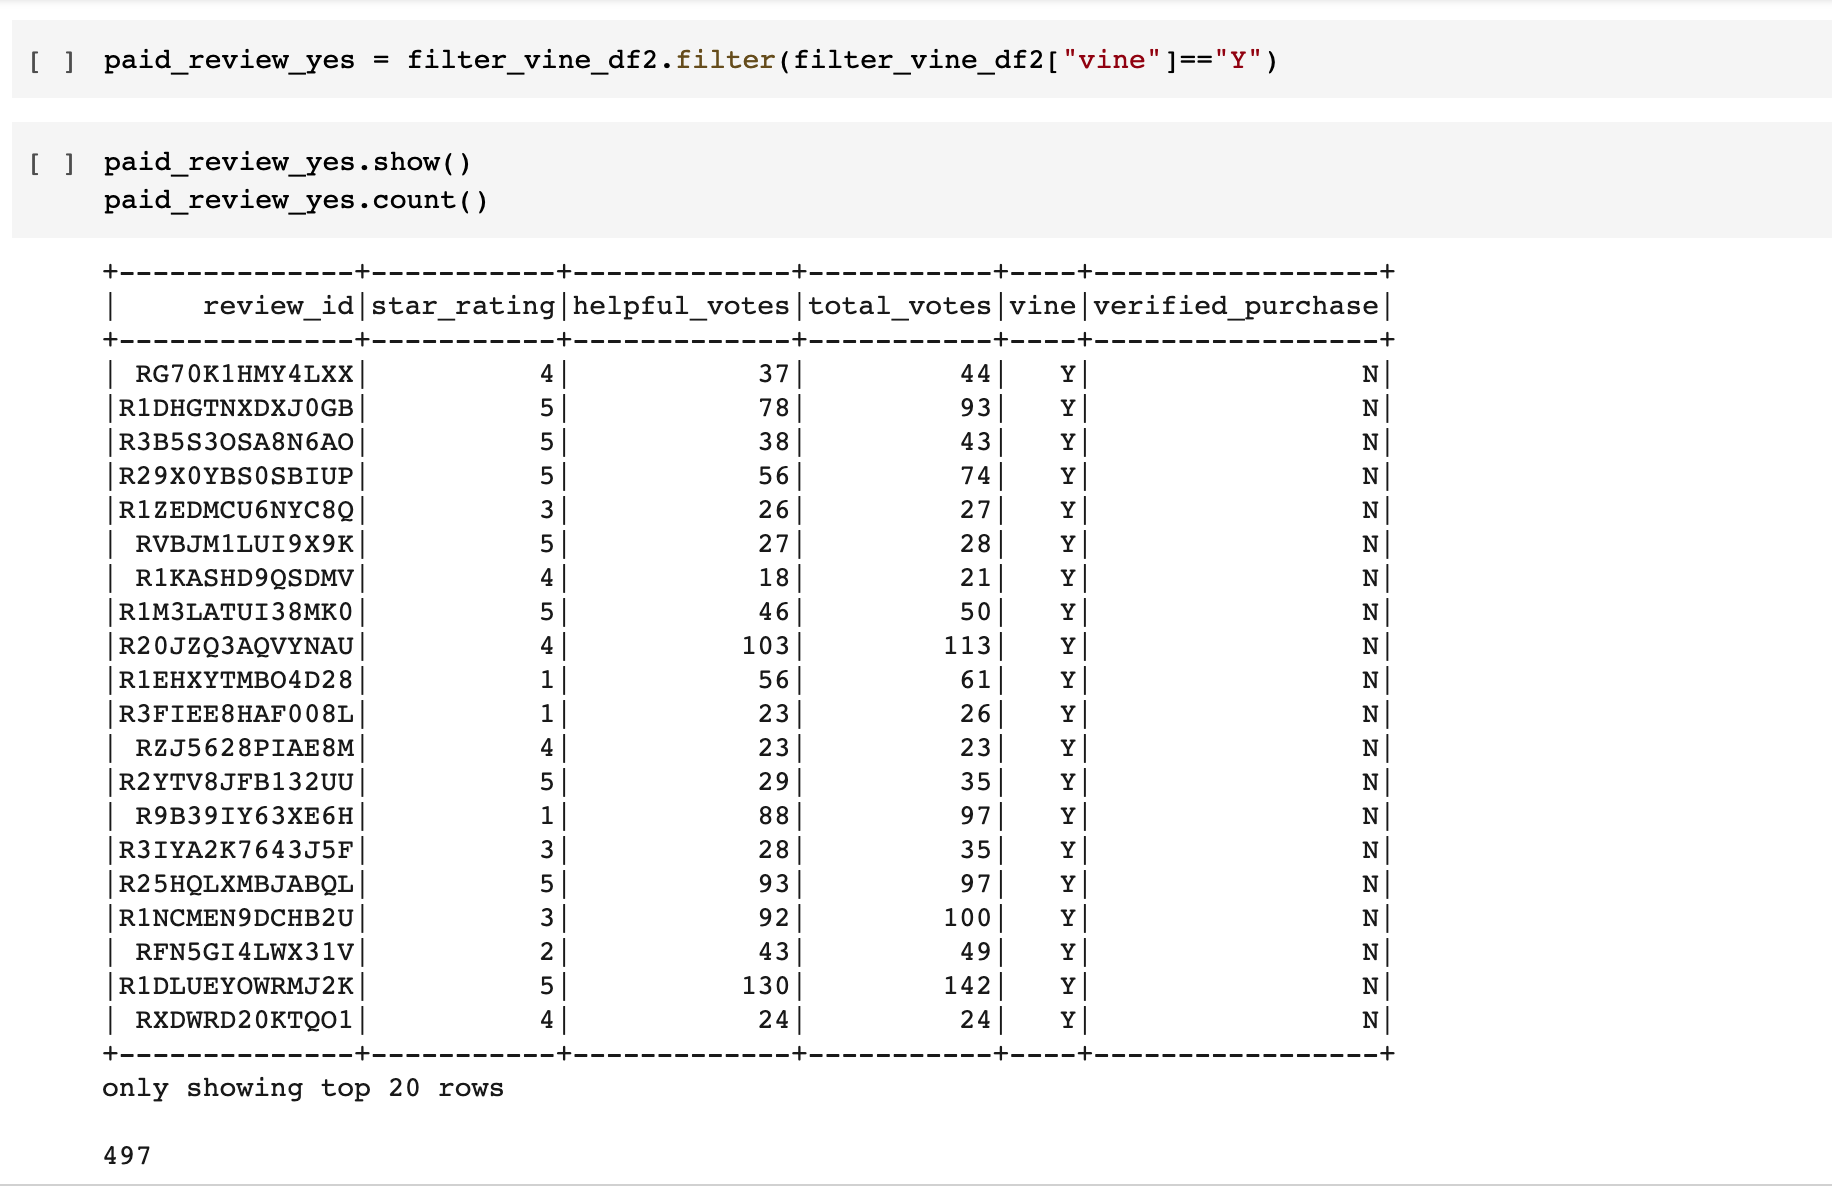 [ ] paid_review_yes = filter_vine_df2.filter(filter_vine_df2["vine"]=="Y")
[ ] paid_review_yes.show()
paid_review_yes.count()
+--------------+-----------+-------------+-----------+----+-----------------+
|     review_id|star_rating|helpful_votes|total_votes|vine|verified_purchase|
+--------------+-----------+-------------+-----------+----+-----------------+
| RG70K1HMY4LXX|          4|           37|         44|   Y|                N|
|R1DHGTNXDXJ0GB|          5|           78|         93|   Y|                N|
|R3B5S3OSA8N6AO|          5|           38|         43|   Y|                N|
|R29X0YBS0SBIUP|          5|           56|         74|   Y|                N|
|R1ZEDMCU6NYC8Q|          3|           26|         27|   Y|                N|
| RVBJM1LUI9X9K|          5|           27|         28|   Y|                N|
| R1KASHD9QSDMV|          4|           18|         21|   Y|                N|
|R1M3LATUI38MK0|          5|           46|         50|   Y|                N|
|R20JZQ3AQVYNAU|          4|          103|        113|   Y|                N|
|R1EHXYTMBO4D28|          1|           56|         61|   Y|                N|
|R3FIEE8HAF008L|          1|           23|         26|   Y|                N|
| RZJ5628PIAE8M|          4|           23|         23|   Y|                N|
|R2YTV8JFB132UU|          5|           29|         35|   Y|                N|
| R9B39IY63XE6H|          1|           88|         97|   Y|                N|
|R3IYA2K7643J5F|          3|           28|         35|   Y|                N|
|R25HQLXMBJABQL|          5|           93|         97|   Y|                N|
|R1NCMEN9DCHB2U|          3|           92|        100|   Y|                N|
| RFN5GI4LWX31V|          2|           43|         49|   Y|                N|
|R1DLUEYOWRMJ2K|          5|          130|        142|   Y|                N|
| RXDWRD20KTQO1|          4|           24|         24|   Y|                N|
+--------------+-----------+-------------+-----------+----+-----------------+
only showing top 20 rows
497